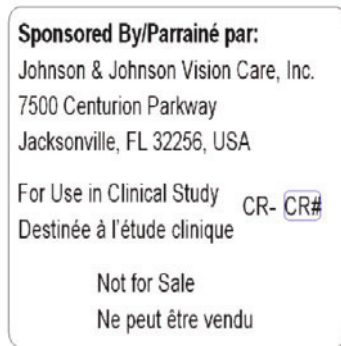 Sponsored By/Parrainé par:
Johnson & Johnson Vision Care, Inc.
7500 Centurion Parkway
Jacksonville, FL 32256, USA
For Use in Clinical Study CR- CR#
Destinée à l'étude clinique
Not for Sale
Ne peut être vendu